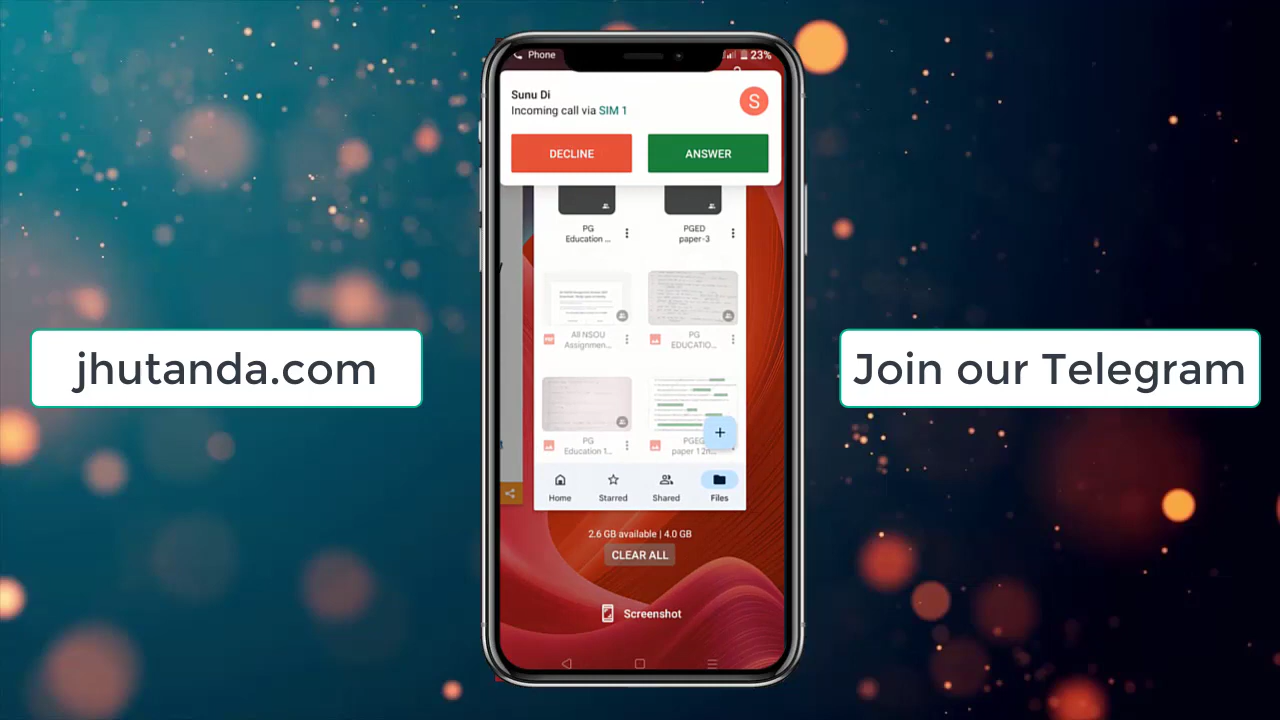 Phone
23%
Sunu Di
Incoming call via SIM 1
S
DECLINE
ANSWER
PG
Education ...
PGED
paper-3
All NSOU
Assignmen...
PG
EDUCATIO...
PG
Education 1...
PGED
paper 1 2n...
Home
Starred
Shared
Files
2.6 GB available | 4.0 GB
CLEAR ALL
Screenshot
jhutanda.com
Join our Telegram